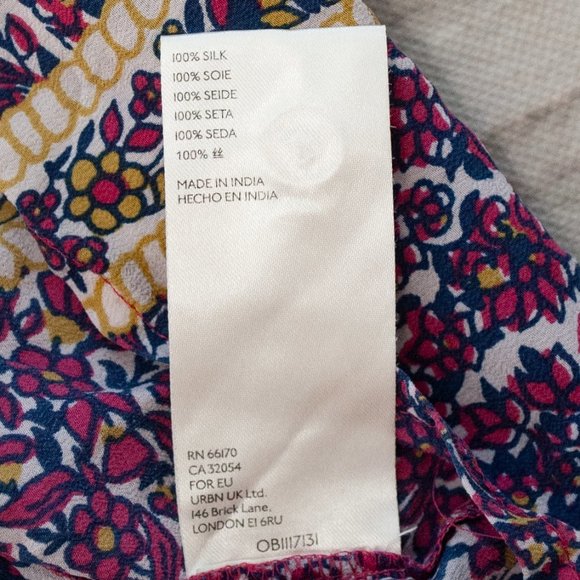 100% SILK
100% SOIE
100% SEIDE
100% SETA
100% SEDA
100% 丝
MADE IN INDIA
HECHO EN INDIA
RN 66170
CA 32054
FOR EU
URBN UK Ltd.
146 Brick Lane,
LONDON E1 6RU
OB1117131